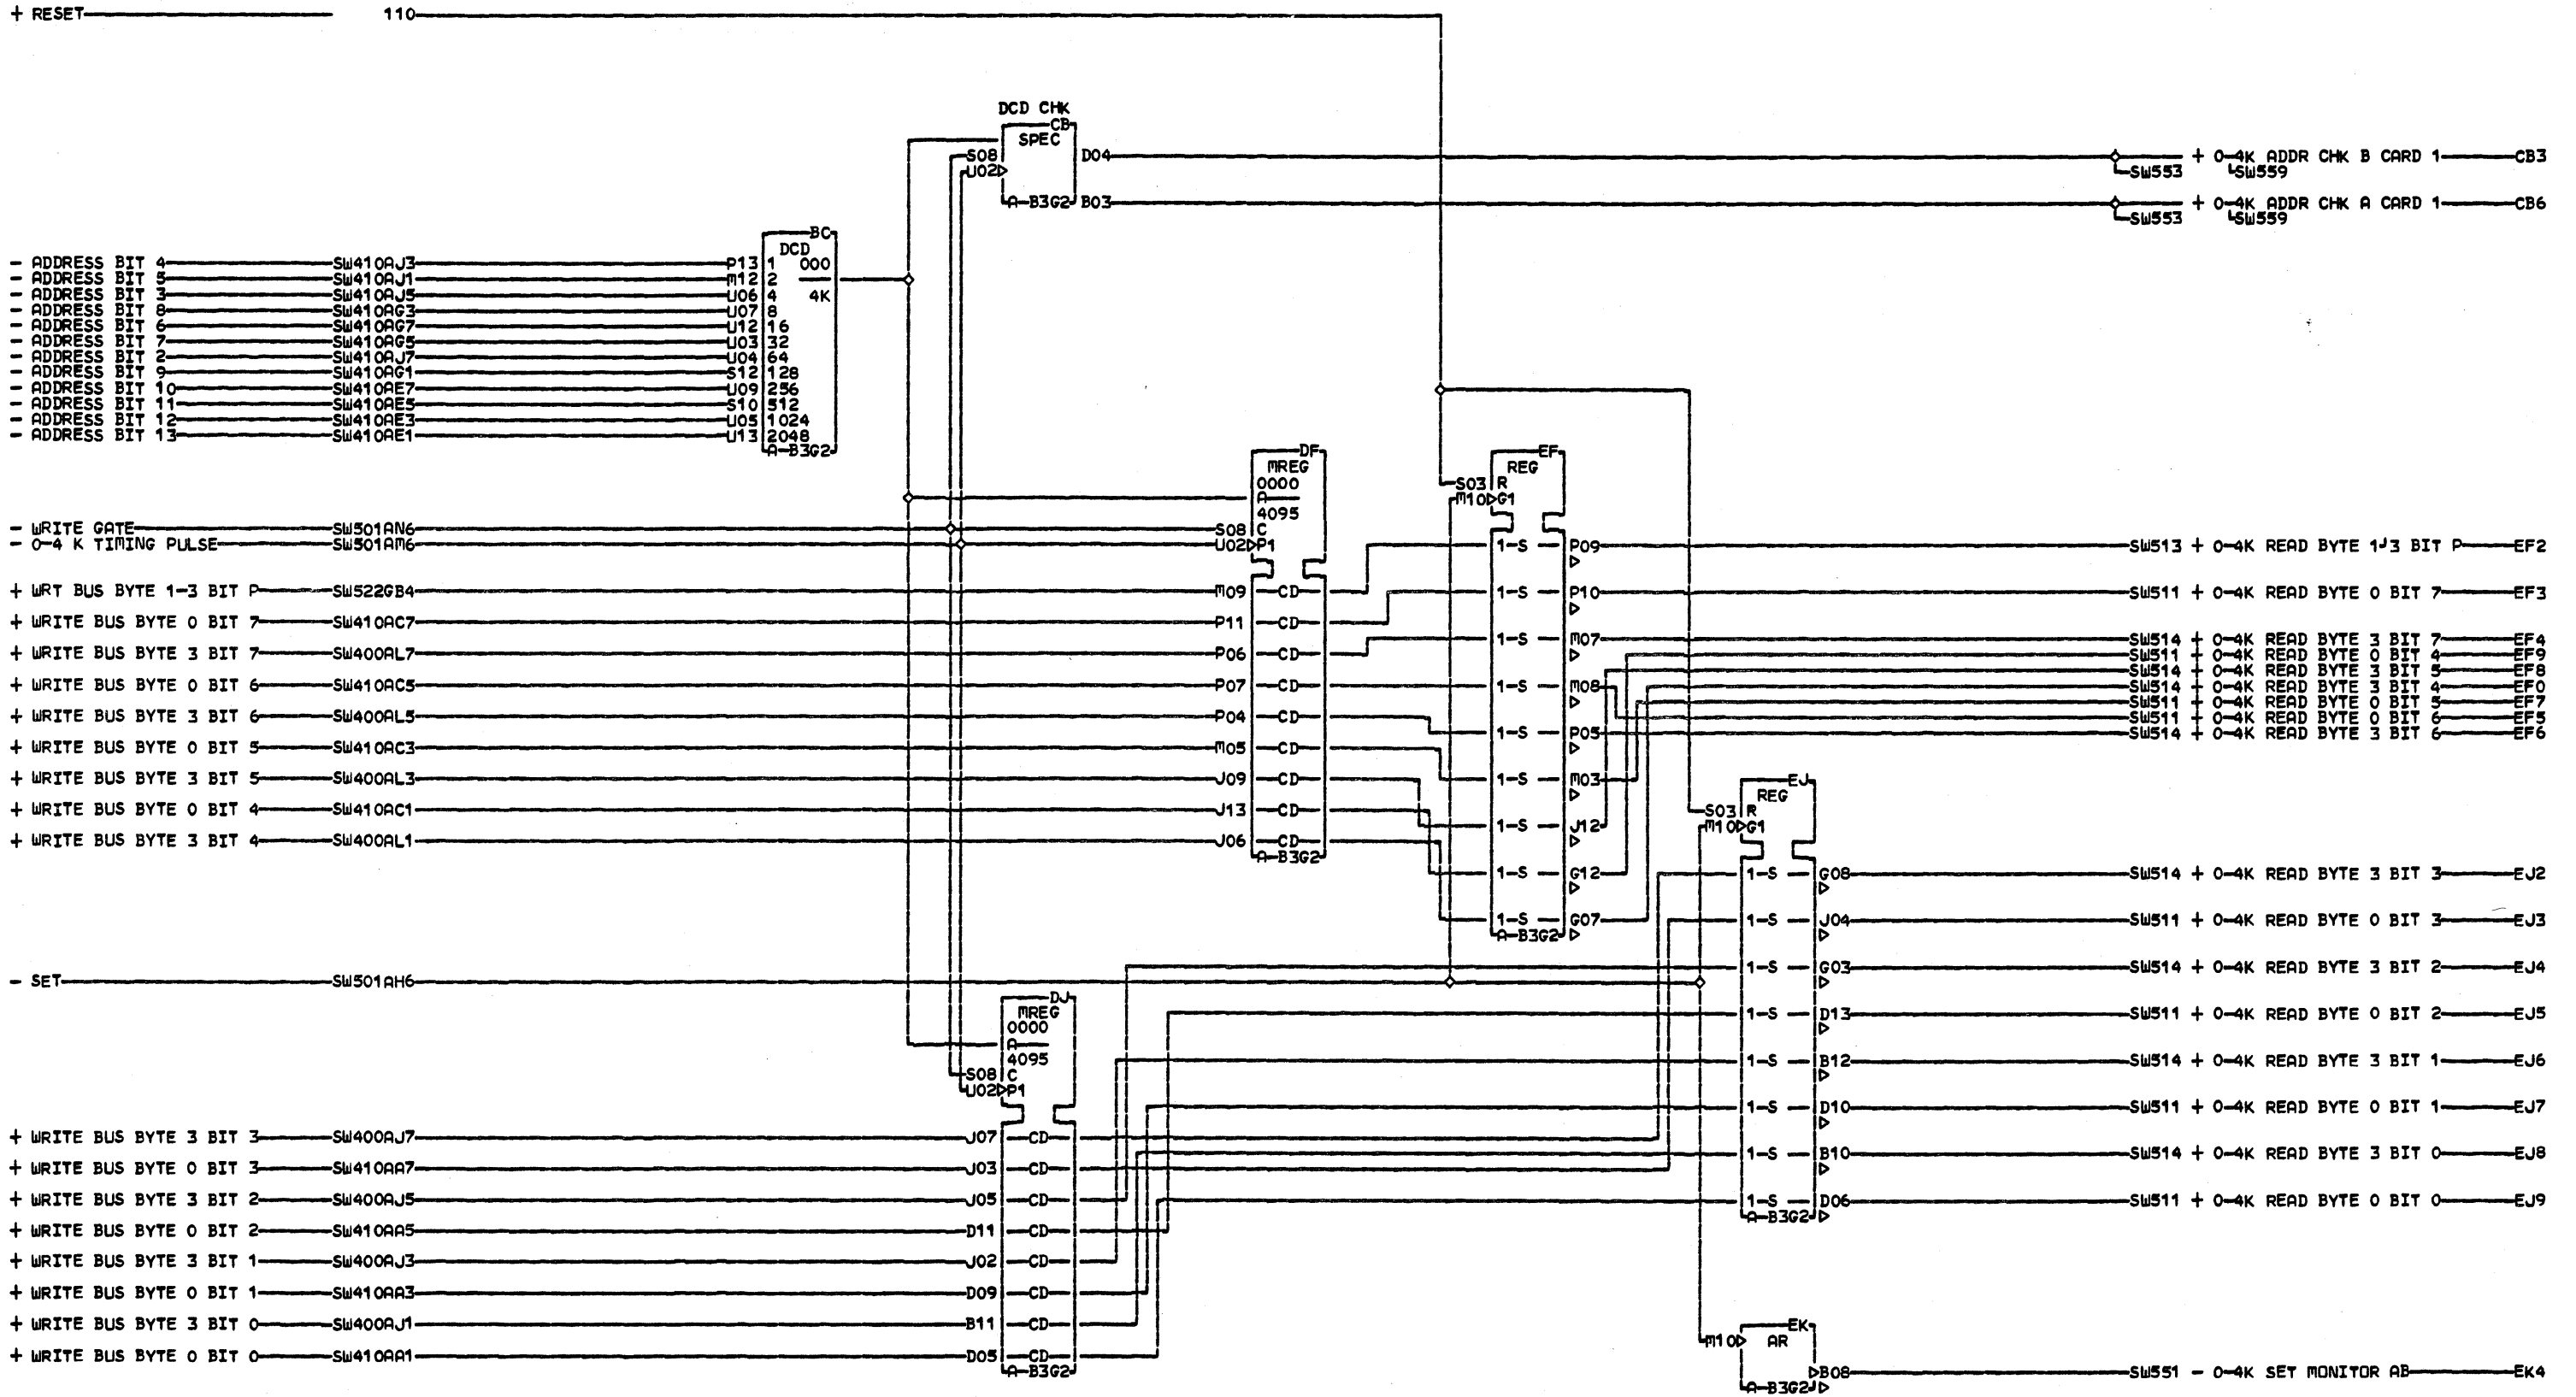 + RESET 110
DCD CHK
CB
SPEC
S08 D04 + 0-4K ADDR CHK B CARD 1 CB3
U02 SW553 SW559
A-B3G2 B03 + 0-4K ADDR CHK A CARD 1 CB6
SW553 SW559
BC
DCD
- ADDRESS BIT 4 SW410AJ3 P13 1 000
- ADDRESS BIT 5 SW410AJ1 M12 2
- ADDRESS BIT 3 SW410AJ5 U06 4 4K
- ADDRESS BIT 8 SW410AG3 U07 8
- ADDRESS BIT 6 SW410AG7 U12 16
- ADDRESS BIT 7 SW410AG5 U03 32
- ADDRESS BIT 2 SW410AJ7 U04 64
- ADDRESS BIT 9 SW410AG1 S12 128
- ADDRESS BIT 10 SW410AE7 U09 256
- ADDRESS BIT 11 SW410AE5 S10 512
- ADDRESS BIT 12 SW410AE3 U05 1024
- ADDRESS BIT 13 SW410AE1 U13 2048
A-B3G2
DF EF
MREG REG
0000 S03 R
A M10 G1
4095
- WRITE GATE SW501AN6 S08 C
- 0-4 K TIMING PULSE SW501AM6 U02 P1 1-S P09 SW513 + 0-4K READ BYTE 1-3 BIT P EF2
+ WRT BUS BYTE 1-3 BIT P SW522GB4 M09 CD 1-S P10 SW511 + 0-4K READ BYTE 0 BIT 7 EF3
+ WRITE BUS BYTE 0 BIT 7 SW410AC7 P11 CD
1-S M07 SW514 + 0-4K READ BYTE 3 BIT 7 EF4
+ WRITE BUS BYTE 3 BIT 7 SW400AL7 P06 CD SW511 + 0-4K READ BYTE 0 BIT 4 EF9
SW514 + 0-4K READ BYTE 3 BIT 5 EF8
+ WRITE BUS BYTE 0 BIT 6 SW410AC5 P07 CD 1-S M08 SW514 + 0-4K READ BYTE 3 BIT 4 EF0
SW511 + 0-4K READ BYTE 0 BIT 5 EF7
+ WRITE BUS BYTE 3 BIT 6 SW400AL5 P04 CD SW511 + 0-4K READ BYTE 0 BIT 6 EF5
1-S P05 SW514 + 0-4K READ BYTE 3 BIT 6 EF6
+ WRITE BUS BYTE 0 BIT 5 SW410AC3 M05 CD
+ WRITE BUS BYTE 3 BIT 5 SW400AL3 J09 CD 1-S M03 EJ
REG
+ WRITE BUS BYTE 0 BIT 4 SW410AC1 J13 CD S03 R
1-S J12 M10 G1
+ WRITE BUS BYTE 3 BIT 4 SW400AL1 J06 CD
A-B3G2
1-S G12 1-S G08 SW514 + 0-4K READ BYTE 3 BIT 3 EJ2
1-S G07 1-S J04 SW511 + 0-4K READ BYTE 0 BIT 3 EJ3
A-B3G2
1-S G03 SW514 + 0-4K READ BYTE 3 BIT 2 EJ4
- SET SW501AH6
DJ
MREG 1-S D13 SW511 + 0-4K READ BYTE 0 BIT 2 EJ5
0000
A
4095 1-S B12 SW514 + 0-4K READ BYTE 3 BIT 1 EJ6
S08 C
U02 P1
1-S D10 SW511 + 0-4K READ BYTE 0 BIT 1 EJ7
+ WRITE BUS BYTE 3 BIT 3 SW400AJ7 J07 CD
1-S B10 SW514 + 0-4K READ BYTE 3 BIT 0 EJ8
+ WRITE BUS BYTE 0 BIT 3 SW410AA7 J03 CD
+ WRITE BUS BYTE 3 BIT 2 SW400AJ5 J05 CD 1-S D06 SW511 + 0-4K READ BYTE 0 BIT 0 EJ9
A-B3G2
+ WRITE BUS BYTE 0 BIT 2 SW410AA5 D11 CD
+ WRITE BUS BYTE 3 BIT 1 SW400AJ3 J02 CD
+ WRITE BUS BYTE 0 BIT 1 SW410AA3 D09 CD
+ WRITE BUS BYTE 3 BIT 0 SW400AJ1 B11 CD EK
M10 AR
+ WRITE BUS BYTE 0 BIT 0 SW410AA1 D05 CD
A-B3G2 B08 SW551 - 0-4K SET MONITOR AB EK4
A-B3G2